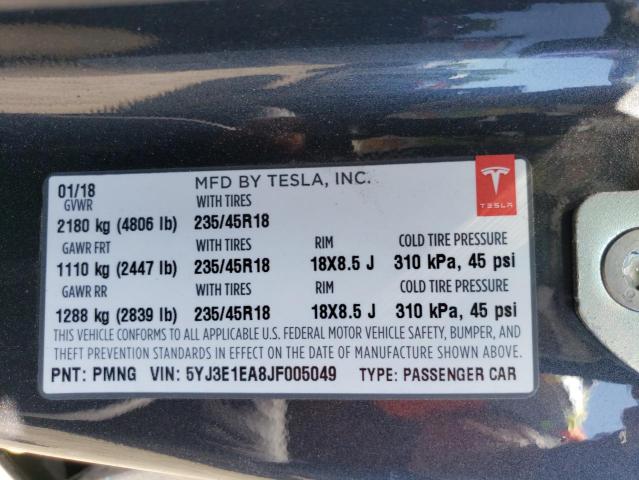 01/18 MFD BY TESLA, INC.
GVWR WITH TIRES
2180 kg (4806 lb) 235/45R18
GAWR FRT WITH TIRES RIM COLD TIRE PRESSURE
1110 kg (2447 lb) 235/45R18 18X8.5 J 310 kPa, 45 psi
GAWR RR WITH TIRES RIM COLD TIRE PRESSURE
1288 kg (2839 lb) 235/45R18 18X8.5 J 310 kPa, 45 psi
THIS VEHICLE CONFORMS TO ALL APPLICABLE U.S. FEDERAL MOTOR VEHICLE SAFETY, BUMPER, AND
THEFT PREVENTION STANDARDS IN EFFECT ON THE DATE OF MANUFACTURE SHOWN ABOVE.
PNT: PMNG VIN: 5YJ3E1EA8JF005049 TYPE: PASSENGER CAR
TESLA